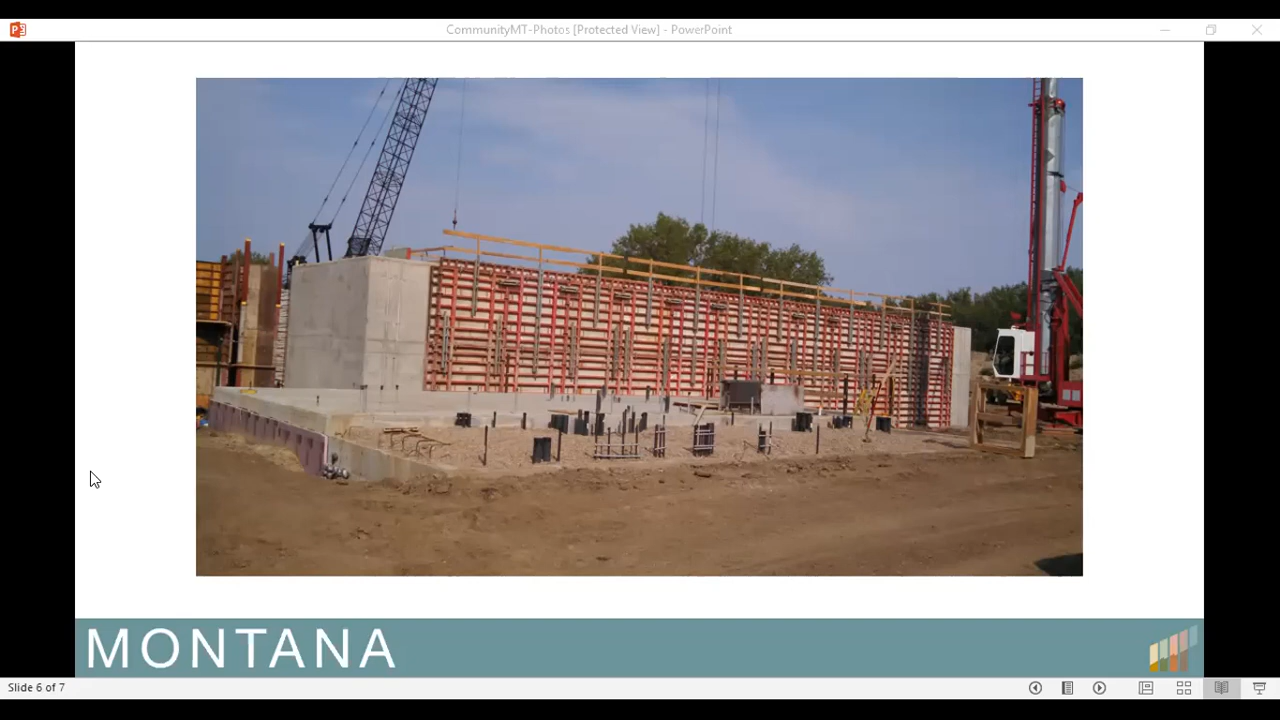 CommunityMT-Photos [Protected View] - PowerPoint
MONTANA
Slide 6 of 7